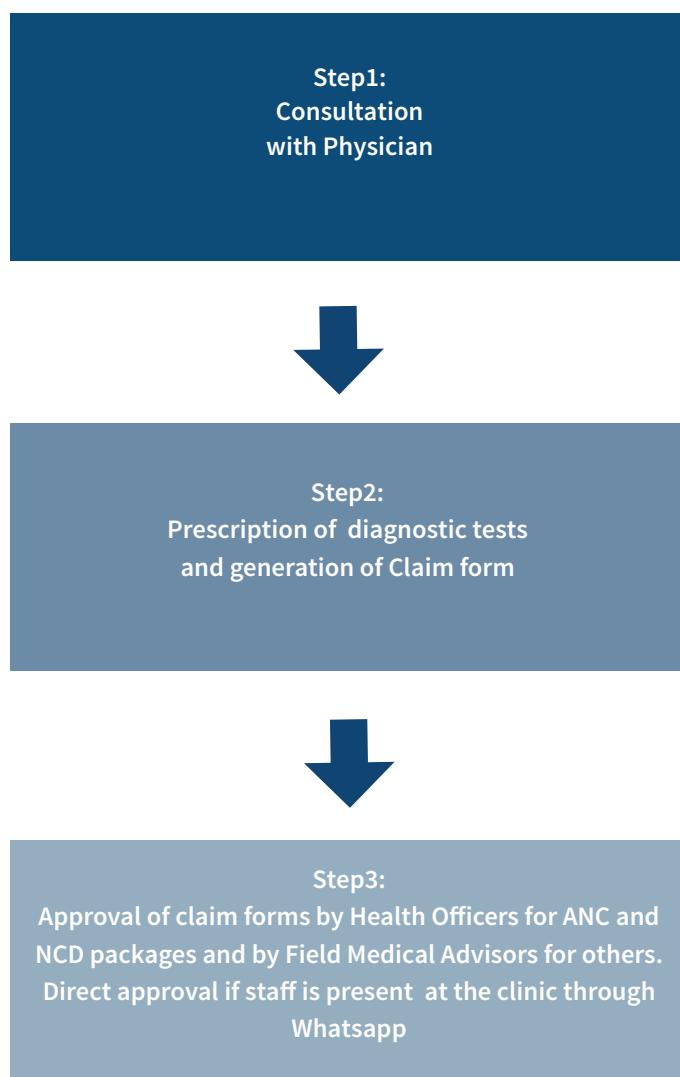 Step1:
Consultation
with Physician
Step2:
Prescription of  diagnostic tests
and generation of Claim form
Step3:
Approval of claim forms by Health Officers for ANC and
NCD packages and by Field Medical Advisors for others.
Direct approval if staff is present  at the clinic through
Whatsapp